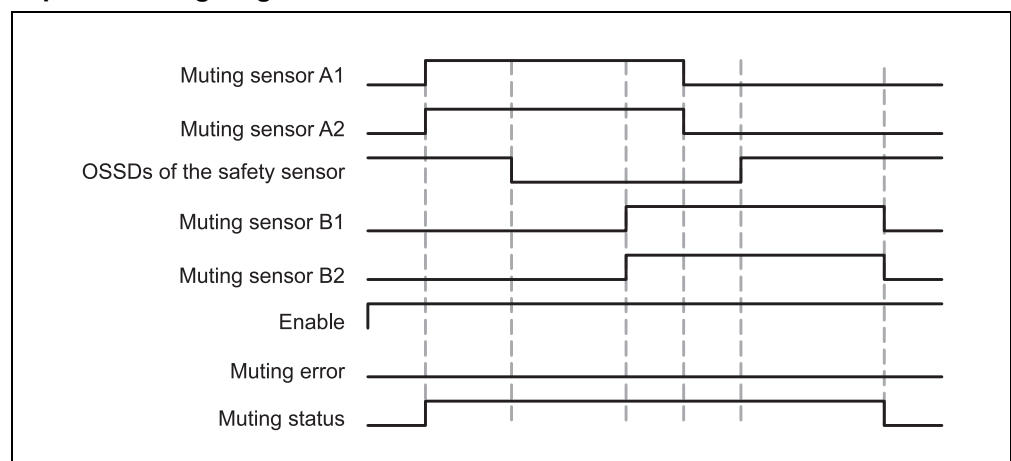 Muting sensor A1
Muting sensor A2
OSSDs of the safety sensor
Muting sensor B1
Muting sensor B2
Enable
Muting error
Muting status